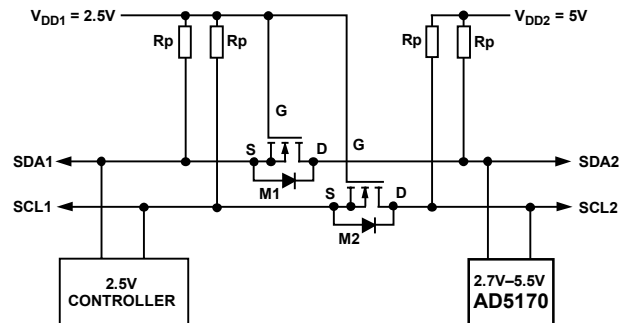 VDD1 = 2.5V
VDD2 = 5V
Rp Rp Rp Rp
G
G
S D
SDA1 SDA2
M1
S D
SCL1 SCL2
M2
2.5V
CONTROLLER
2.7V–5.5V
AD5170